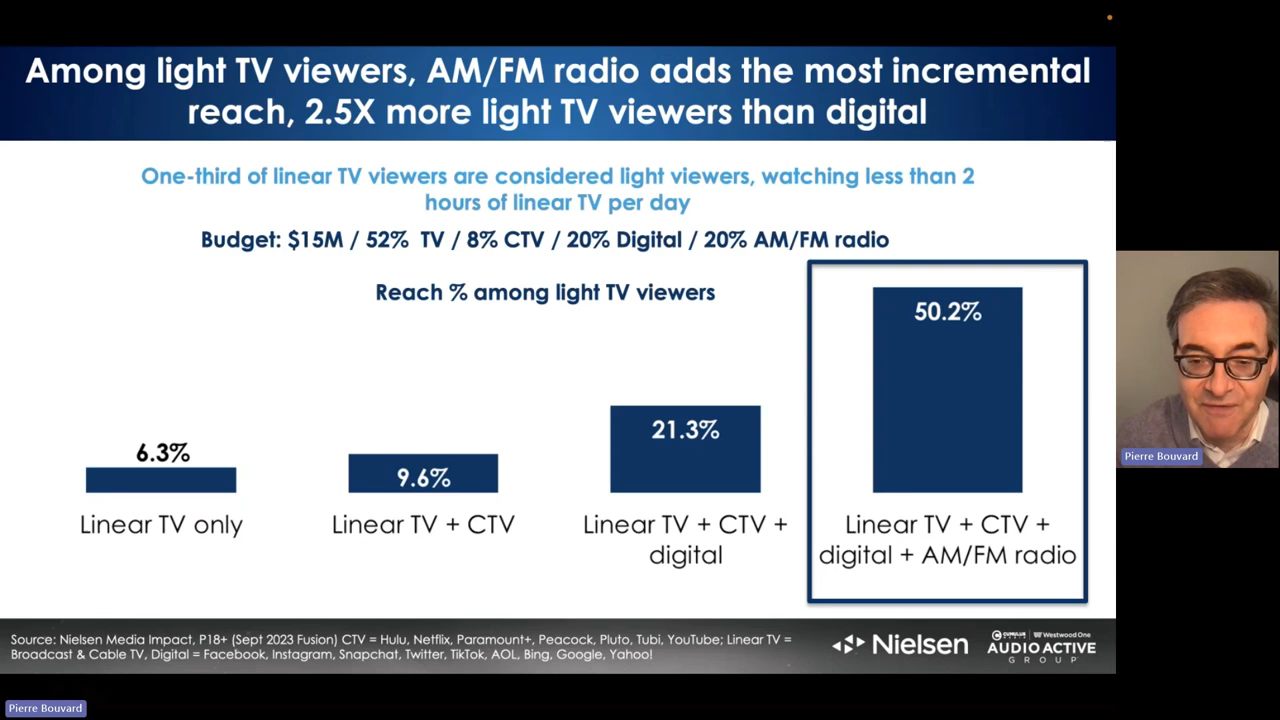 Among light TV viewers, AM/FM radio adds the most incremental
reach, 2.5X more light TV viewers than digital
One-third of linear TV viewers are considered light viewers, watching less than 2
hours of linear TV per day
Budget: $15M / 52% TV / 8% CTV / 20% Digital / 20% AM/FM radio
Reach % among light TV viewers
6.3%
9.6%
21.3%
50.2%
Linear TV only
Linear TV + CTV
Linear TV + CTV +
digital
Linear TV + CTV +
digital + AM/FM radio
Source: Nielsen Media Impact, P18+ (Sept 2023 Fusion) CTV = Hulu, Netflix, Paramount+, Peacock, Pluto, Tubi, YouTube; Linear TV =
Broadcast & Cable TV, Digital = Facebook, Instagram, Snapchat, Twitter, TikTok, AOL, Bing, Google, Yahoo!
Nielsen
CUMULUS MEDIA | Westwood One
AUDIO ACTIVE
GROUP
Pierre Bouvard
Pierre Bouvard